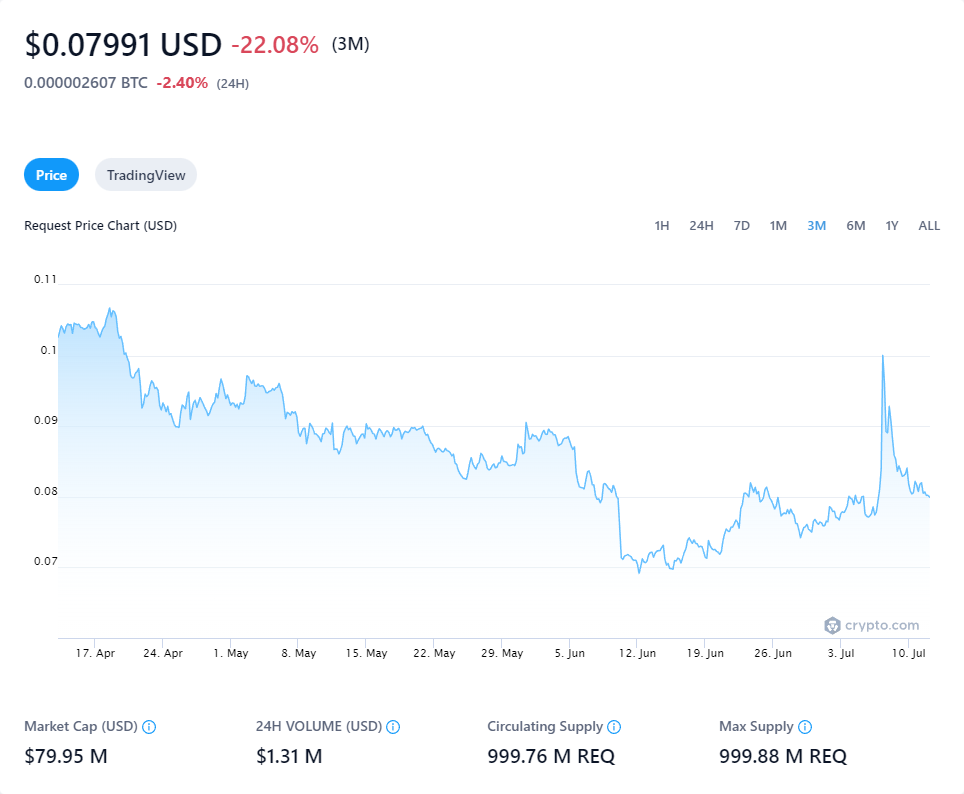 $0.07991 USD -22.08% (3M)
0.000002607 BTC -2.40% (24H)
Price TradingView
Request Price Chart (USD) 1H 24H 7D 1M 3M 6M 1Y ALL
0.11
0.1
0.09
0.08
0.07
crypto.com
17. Apr 24. Apr 1. May 8. May 15. May 22. May 29. May 5. Jun 12. Jun 19. Jun 26. Jun 3. Jul 10. Jul
Market Cap (USD) 24H VOLUME (USD) Circulating Supply Max Supply
$79.95 M $1.31 M 999.76 M REQ 999.88 M REQ